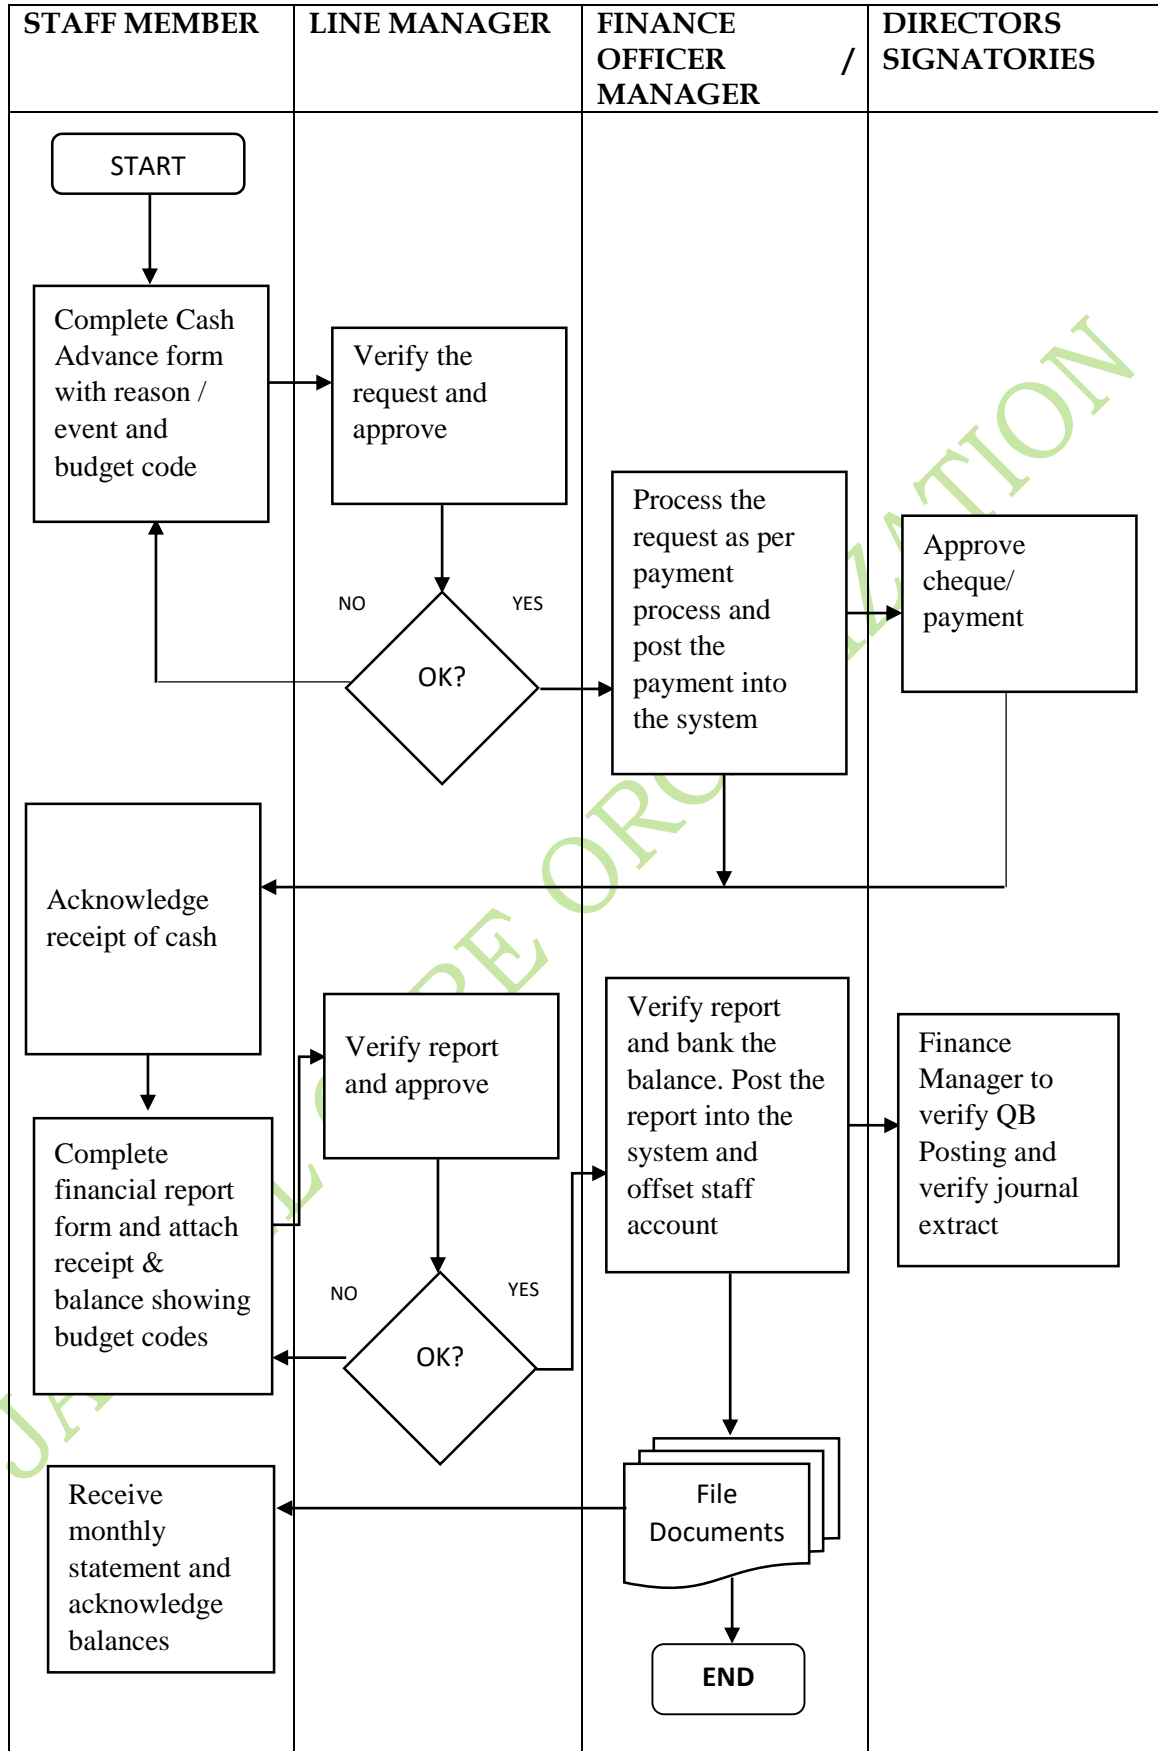 STAFF MEMBER
LINE MANAGER
FINANCE
OFFICER /
MANAGER
DIRECTORS
SIGNATORIES
START
Complete Cash
Advance form
with reason /
event and
budget code
Verify the
request and
approve
NO
YES
OK?
Process the
request as per
payment
process and
post the
payment into
the system
Approve
cheque/
payment
Acknowledge
receipt of cash
Complete
financial report
form and attach
receipt &
balance showing
budget codes
Verify report
and approve
NO
YES
OK?
Verify report
and bank the
balance. Post the
report into the
system and
offset staff
account
Finance
Manager to
verify QB
Posting and
verify journal
extract
File
Documents
Receive
monthly
statement and
acknowledge
balances
END